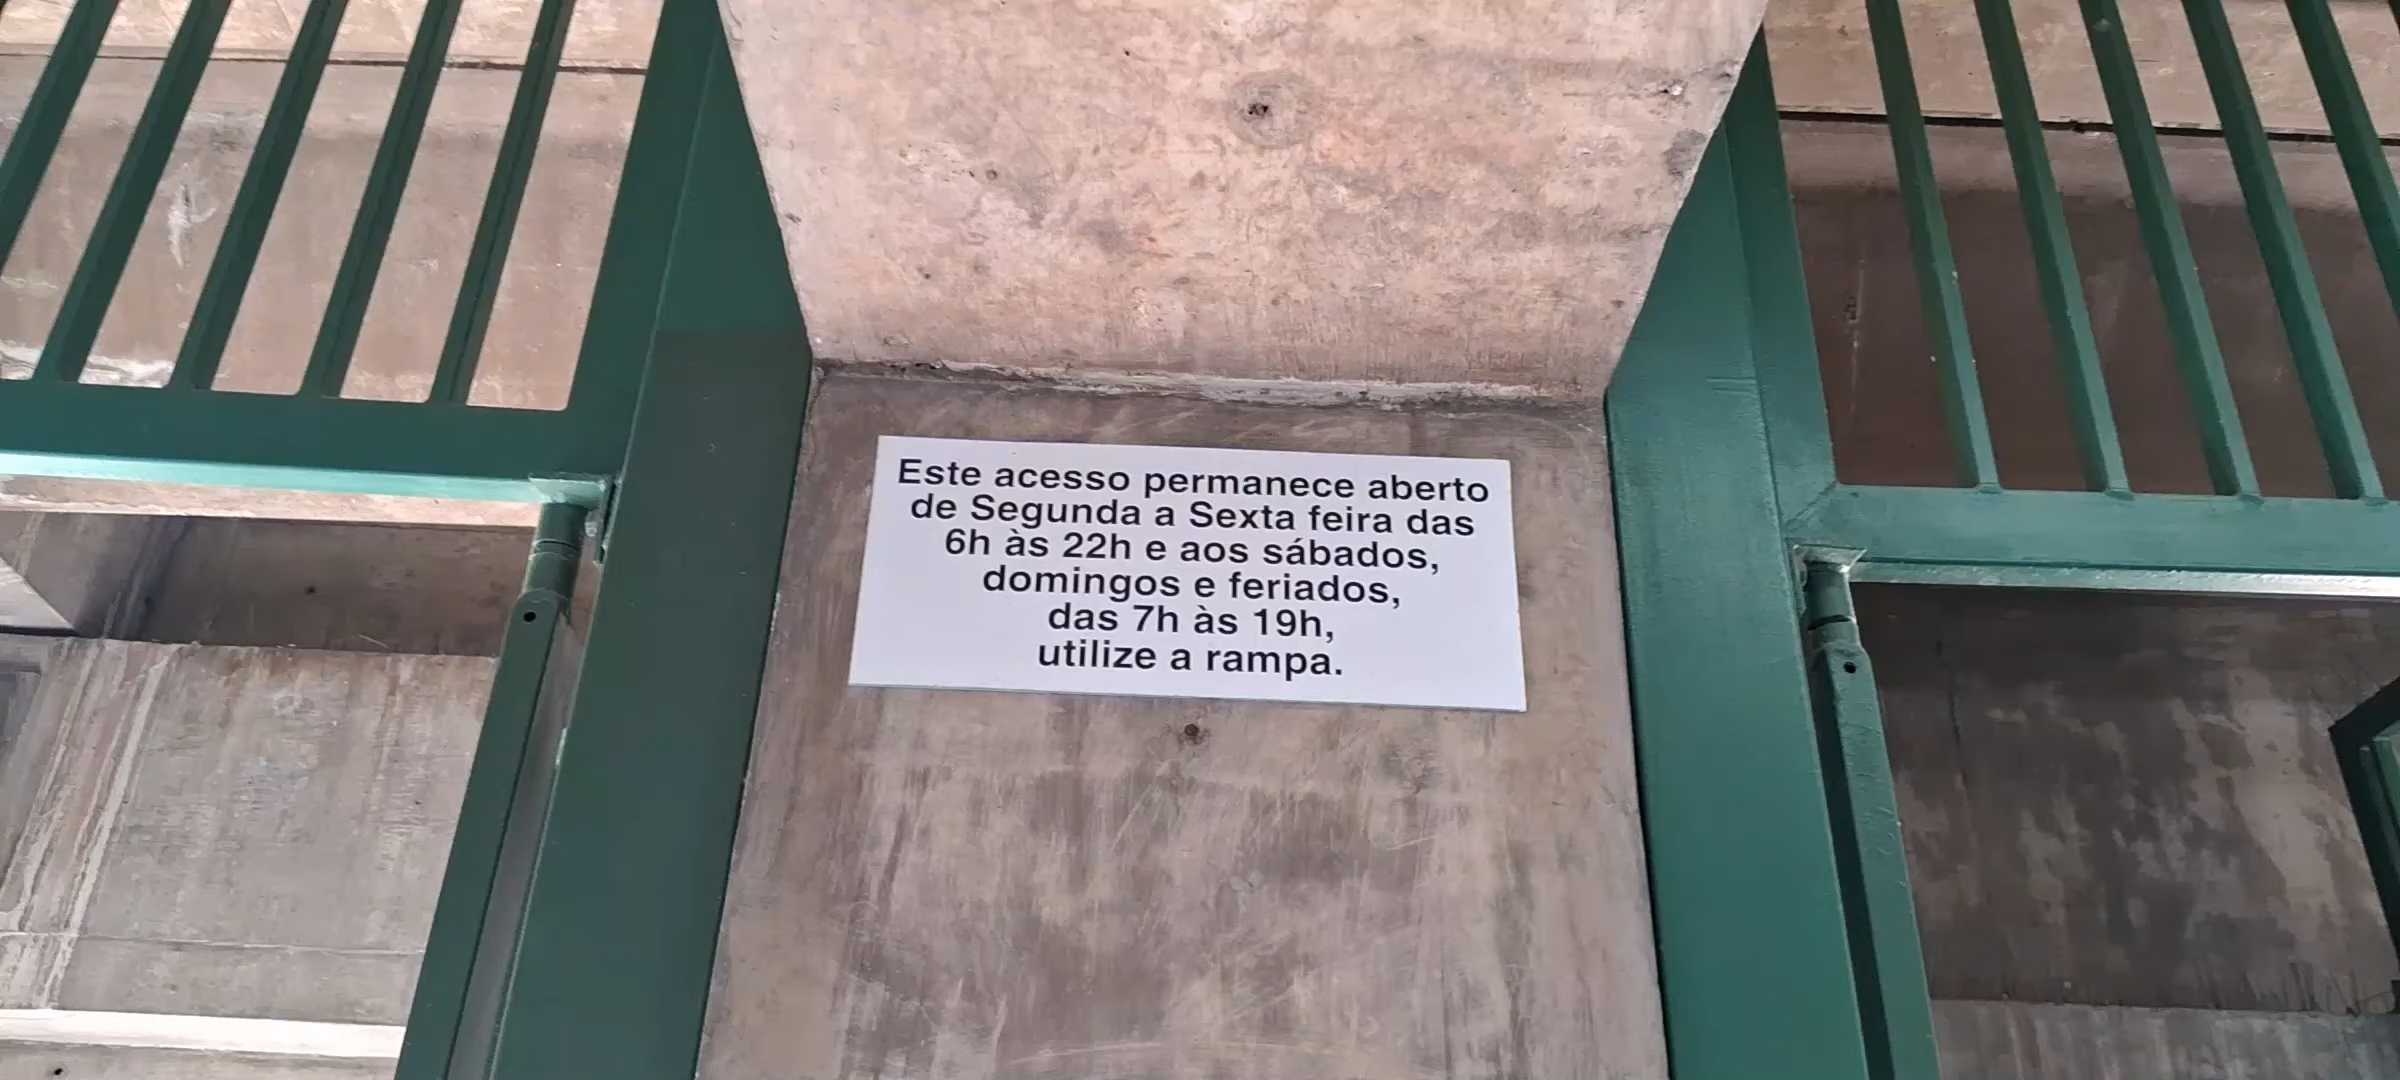 Este acesso permanece aberto
de Segunda a Sexta feira das
6h às 22h e aos sábados,
domingos e feriados,
das 7h às 19h,
utilize a rampa.